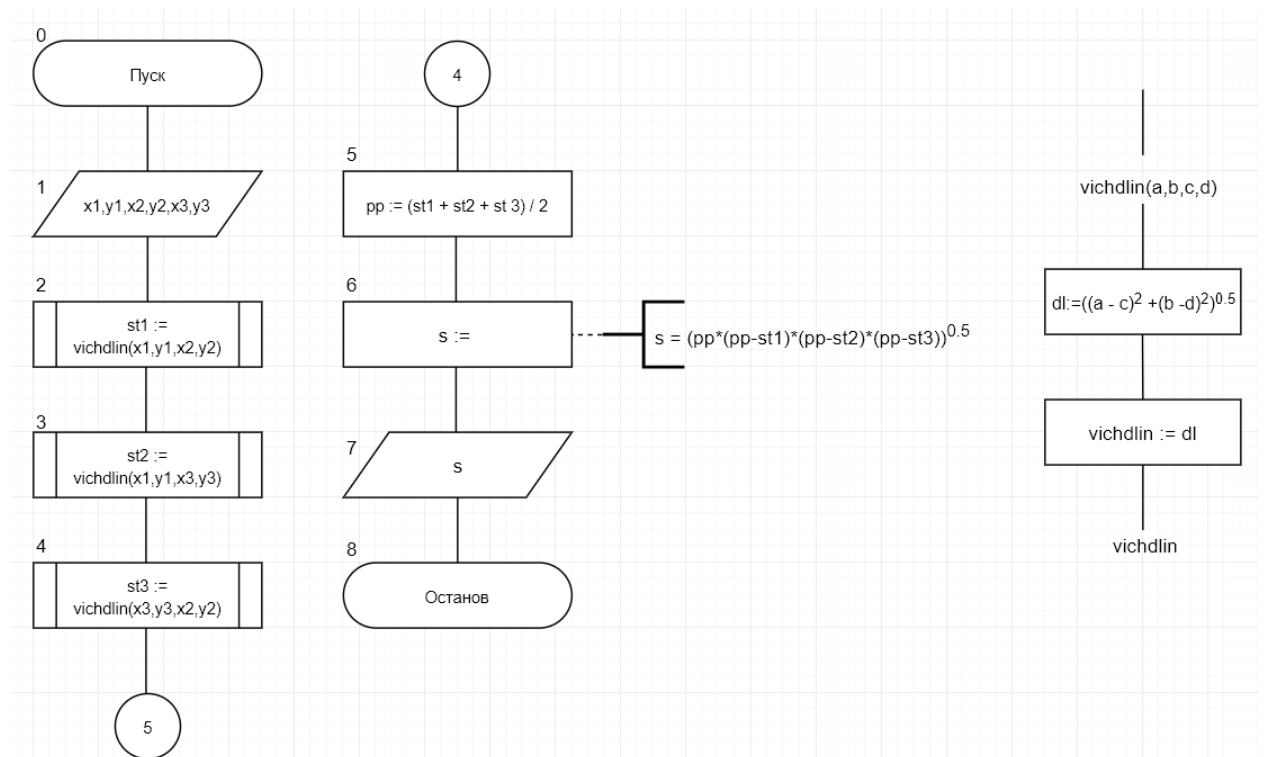 0
Пуск
1
x1,y1,x2,y2,x3,y3
2
st1 :=
vichdlin(x1,y1,x2,y2)
3
st2 :=
vichdlin(x1,y1,x3,y3)
4
st3 :=
vichdlin(x3,y3,x2,y2)
5
4
5
pp := (st1 + st2 + st 3) / 2
6
s :=
s = (pp*(pp-st1)*(pp-st2)*(pp-st3))^0.5
7
s
8
Останов
vichdlin(a,b,c,d)
dl:=((a - c)² +(b -d)²)^0.5
vichdlin := dl
vichdlin